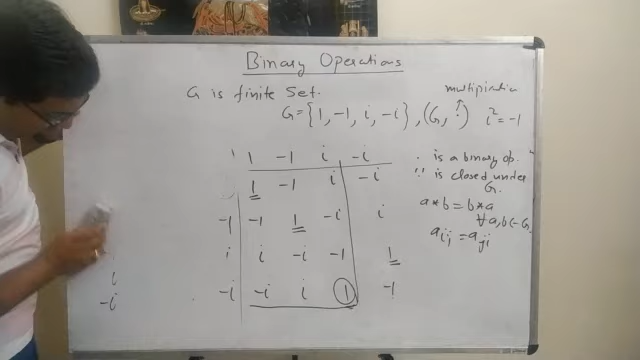 Binary Operations
G is finite Set.
multiplication
G = {1, -1, i, -i}, (G, ·) i² = -1
1 -1 i -i
1 -1 i -i
-1 -1 1 -i i
i i -i -1 1
-i -i i 1 -1
· is a binary op.
∵ is closed under
G.
a * b = b * a
∀ a, b ∈ G.
aij = aji
i
-i